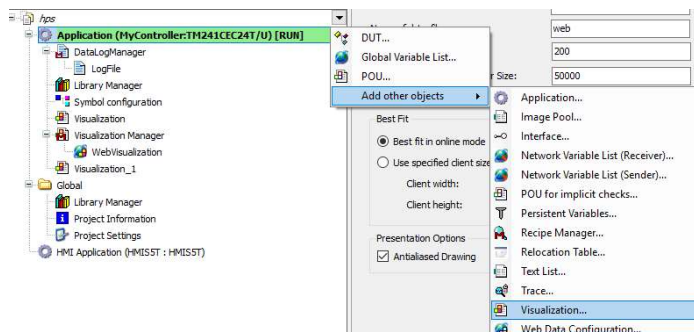 hps
Application (MyController:TM241CEC24T/U) [RUN]
DataLogManager
LogFile
Library Manager
Symbol configuration
Visualization
Visualization Manager
WebVisualization
Visualization_1
Global
Library Manager
Project Information
Project Settings
HMI Application (HMIS5T : HMIS5T)
DUT...
Global Variable List...
POU...
Add other objects
web
200
r Size:
50000
Best Fit
Best fit in online mode
Use specified client size
Client width:
Client height:
Presentation Options
Antialiased Drawing
Application...
Image Pool...
Interface...
Network Variable List (Receiver)...
Network Variable List (Sender)...
POU for implicit checks...
Persistent Variables...
Recipe Manager...
Relocation Table...
Text List...
Trace...
Visualization...
Web Data Configuration...